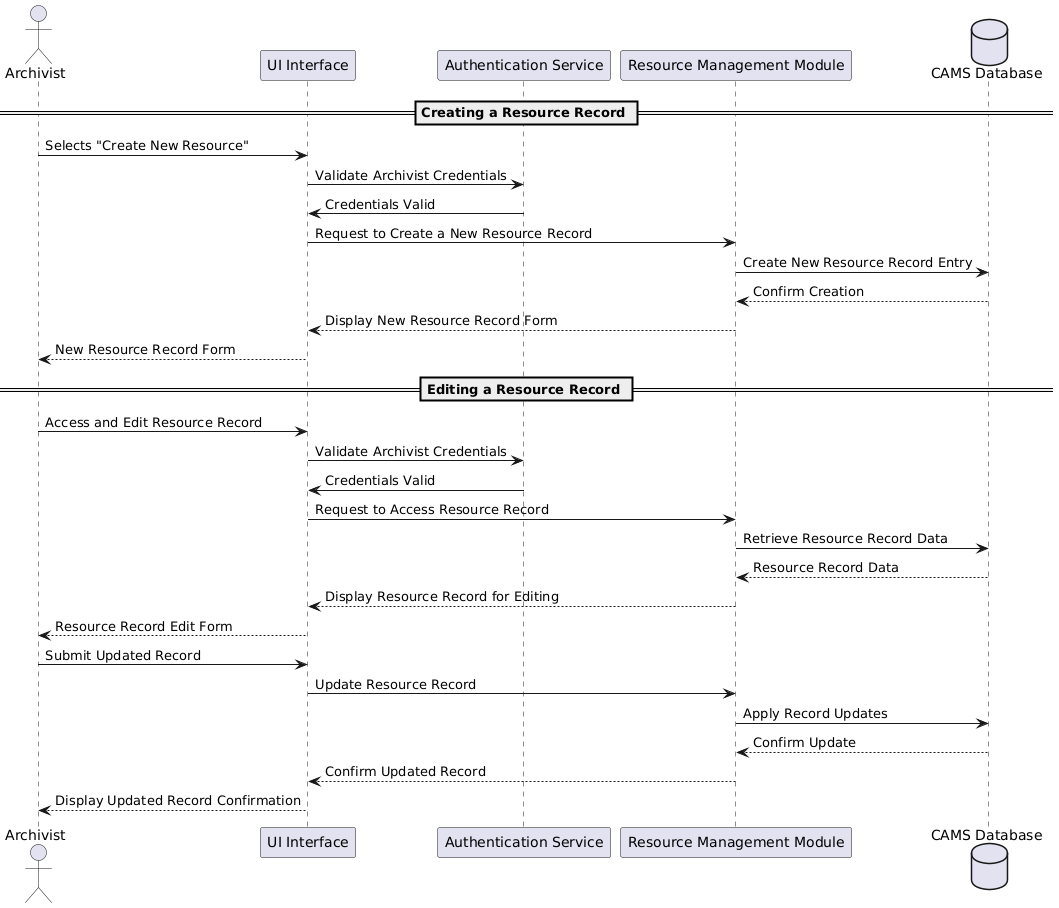 Archivist
UI Interface
Authentication Service
Resource Management Module
CAMS Database
Creating a Resource Record
Selects "Create New Resource"
Validate Archivist Credentials
Credentials Valid
Request to Create a New Resource Record
Create New Resource Record Entry
Confirm Creation
Display New Resource Record Form
New Resource Record Form
Editing a Resource Record
Access and Edit Resource Record
Validate Archivist Credentials
Credentials Valid
Request to Access Resource Record
Retrieve Resource Record Data
Resource Record Data
Display Resource Record for Editing
Resource Record Edit Form
Submit Updated Record
Update Resource Record
Apply Record Updates
Confirm Update
Confirm Updated Record
Display Updated Record Confirmation
Archivist
UI Interface
Authentication Service
Resource Management Module
CAMS Database